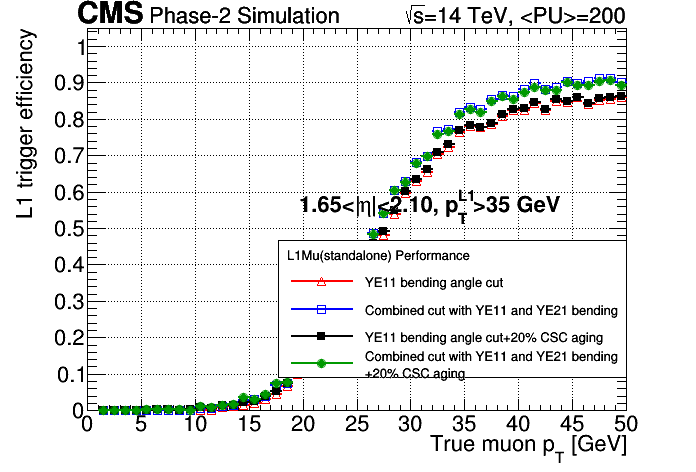 CMS Phase-2 Simulation √s=14 TeV, <PU>=200
L1 trigger efficiency
1
0.9
0.8
0.7
0.6
0.5
0.4
0.3
0.2
0.1
0
1.65<|η|<2.10, p_T^L1>35 GeV
L1Mu(standalone) Performance
YE11 bending angle cut
Combined cut with YE11 and YE21 bending
YE11 bending angle cut+20% CSC aging
Combined cut with YE11 and YE21 bending
+20% CSC aging
0 5 10 15 20 25 30 35 40 45 50
True muon p_T [GeV]